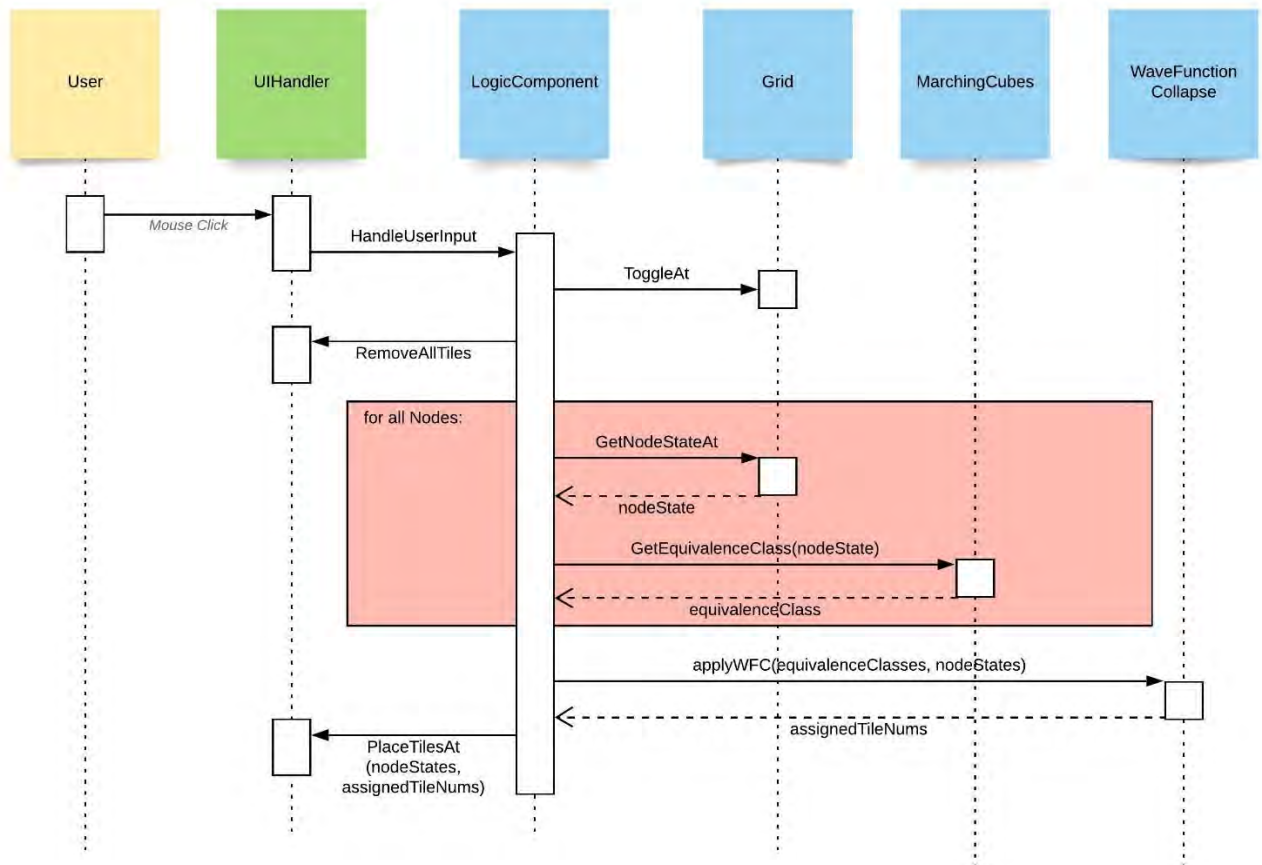 User
UIHandler
LogicComponent
Grid
MarchingCubes
WaveFunction
Collapse
Mouse Click
HandleUserInput
ToggleAt
RemoveAllTiles
for all Nodes:
GetNodeStateAt
nodeState
GetEquivalenceClass(nodeState)
equivalenceClass
applyWFC(equivalenceClasses, nodeStates)
assignedTileNums
PlaceTilesAt
(nodeStates,
assignedTileNums)